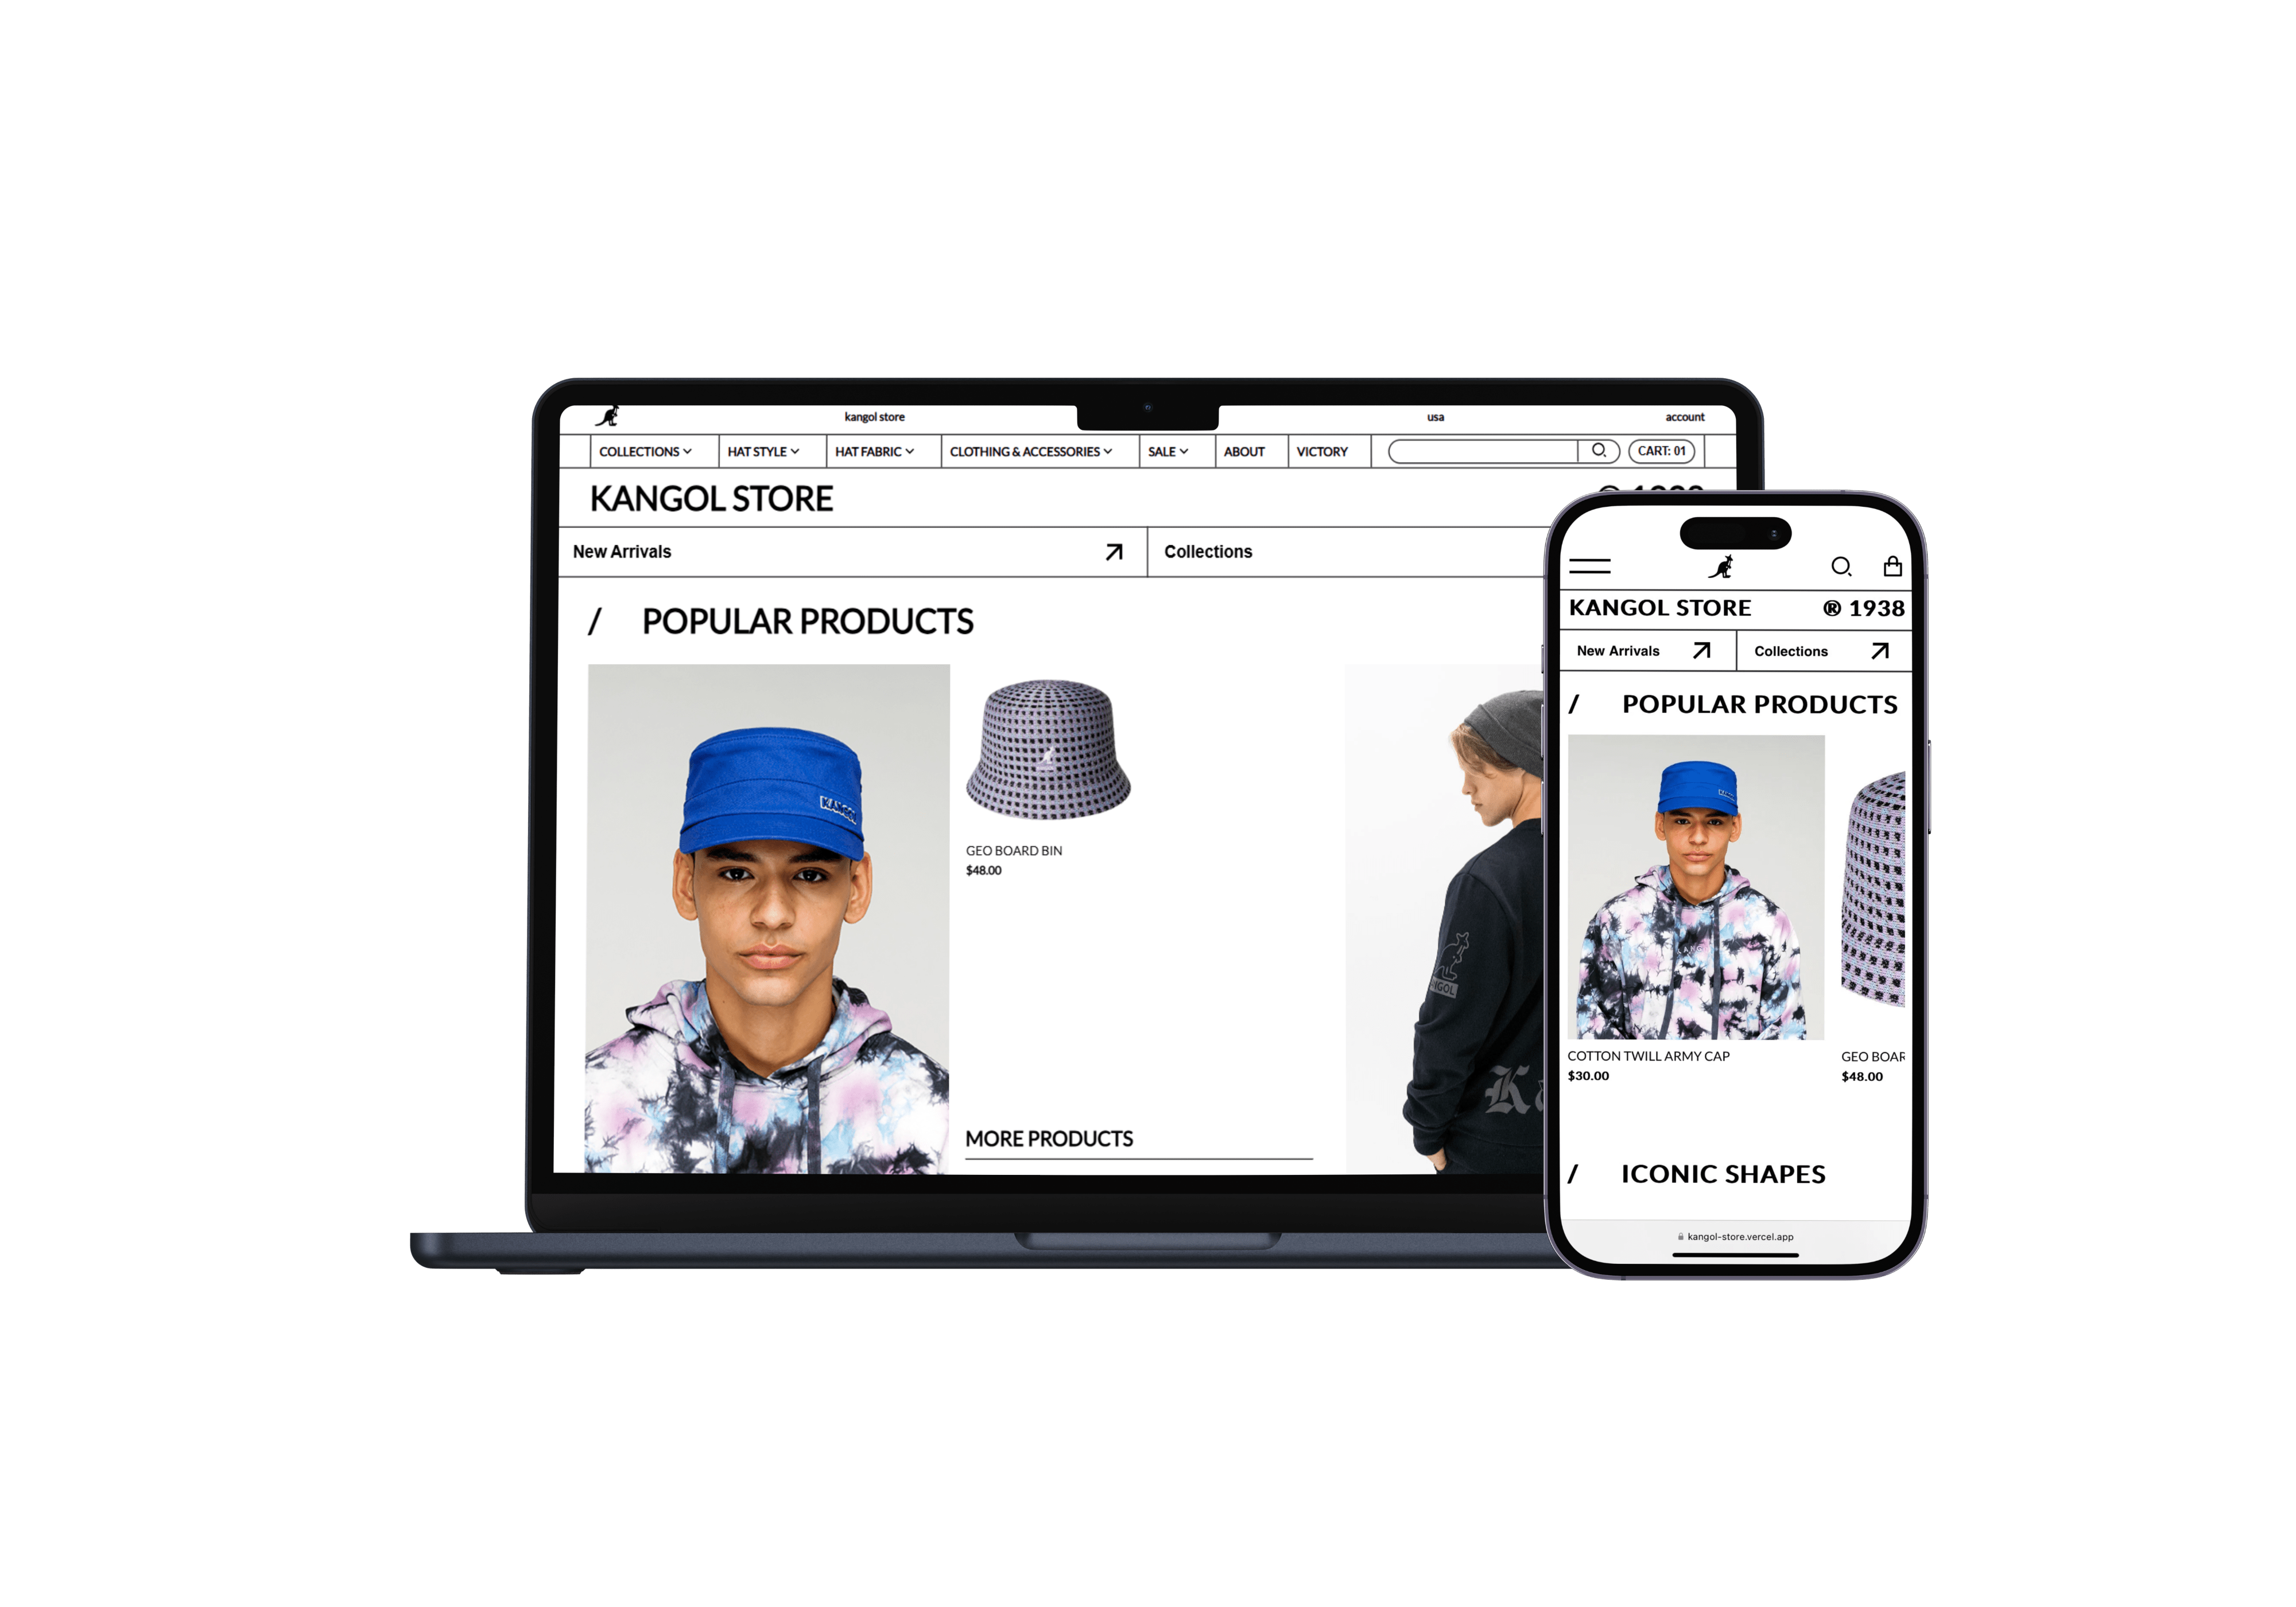 kangol store
usa
account
COLLECTIONS
HAT STYLE
HAT FABRIC
CLOTHING & ACCESSORIES
SALE
ABOUT
VICTORY
CART: 01
KANGOL STORE
New Arrivals
Collections
/ POPULAR PRODUCTS
KANGOL
GEO BOARD BIN
$48.00
MORE PRODUCTS
KANGOL STORE ® 1938
New Arrivals
Collections
/ POPULAR PRODUCTS
COTTON TWILL ARMY CAP
$30.00
GEO BOAR
$48.00
/ ICONIC SHAPES
kangol-store.vercel.app